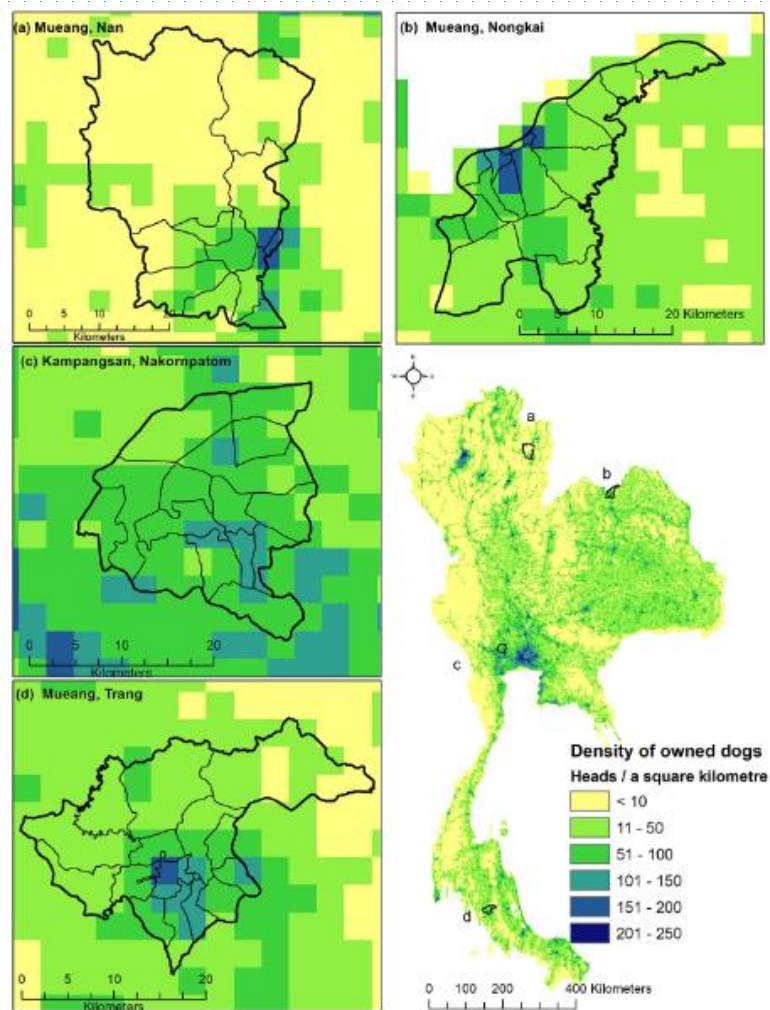 (a) Mueang, Nan
0 5 10 20
Kilometers
(b) Mueang, Nongkai
0 5 10 20 Kilometers
(c) Kampangsan, Nakornpatom
0 5 10 20
Kilometers
(d) Mueang, Trang
0 5 10 15 20
Kilometers
a
b
c
d
Density of owned dogs
Heads / a square kilometre
< 10
11 - 50
51 - 100
101 - 150
151 - 200
201 - 250
0 100 200 400 Kilometers